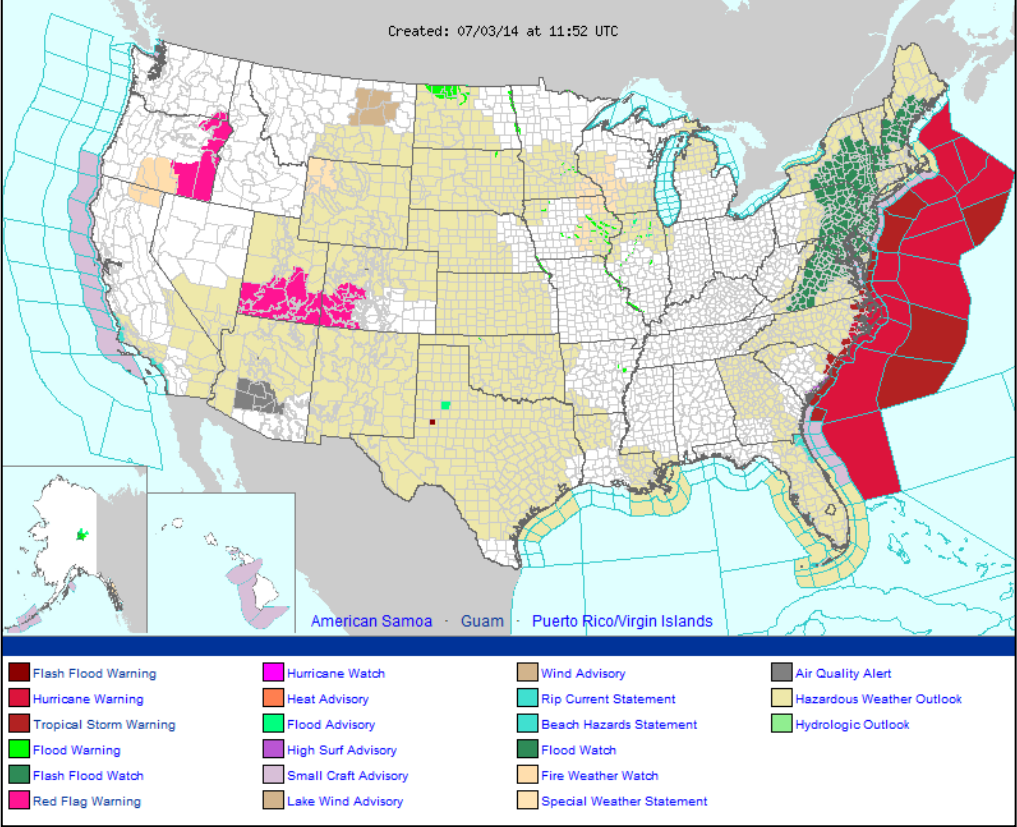 Created: 07/03/14 at 11:52 UTC
American Samoa · Guam · Puerto Rico/Virgin Islands
Flash Flood Warning Hurricane Watch Wind Advisory Air Quality Alert
Hurricane Warning Heat Advisory Rip Current Statement Hazardous Weather Outlook
Tropical Storm Warning Flood Advisory Beach Hazards Statement Hydrologic Outlook
Flood Warning High Surf Advisory Flood Watch
Flash Flood Watch Small Craft Advisory Fire Weather Watch
Red Flag Warning Lake Wind Advisory Special Weather Statement